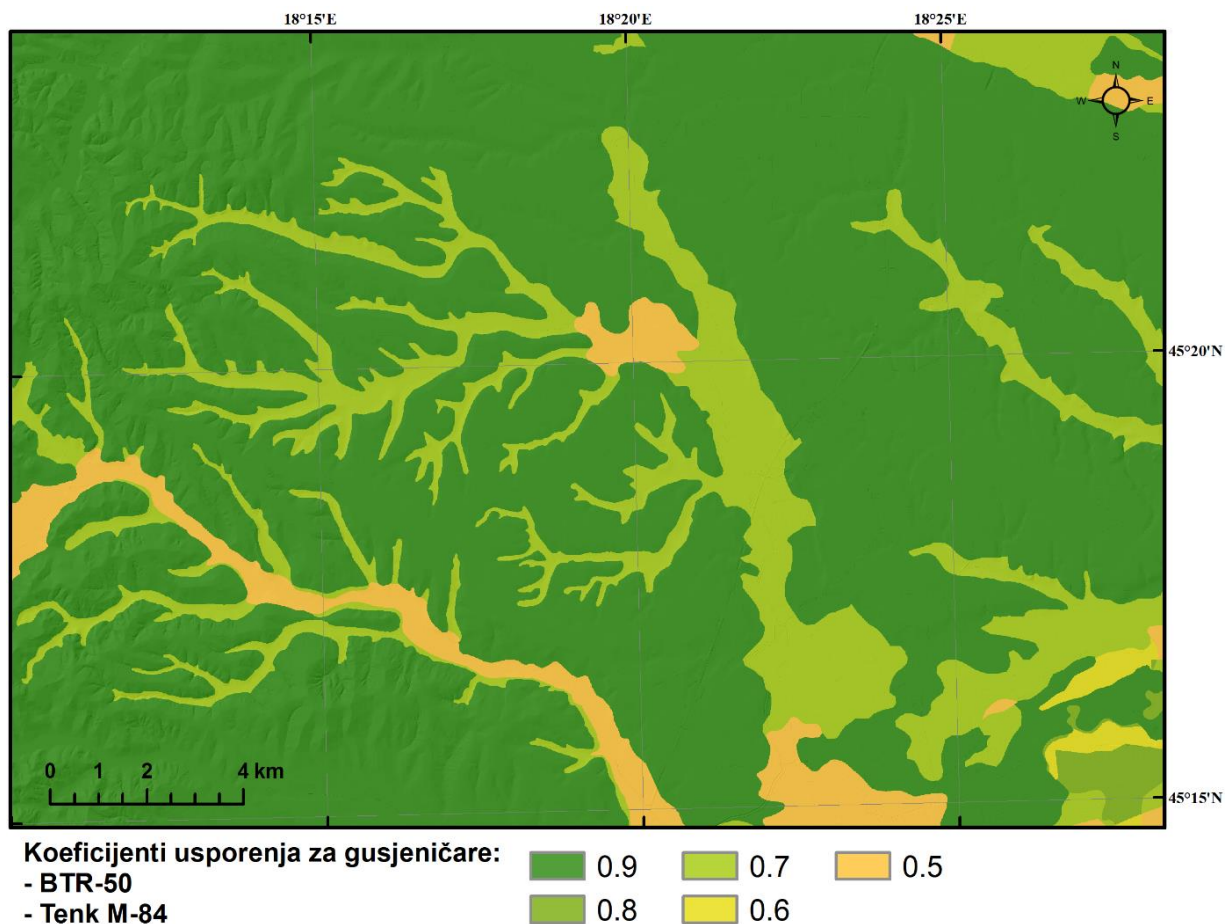 18°15'E 18°20'E 18°25'E
N
W E
S
45°20'N
0 1 2 4 km
45°15'N
Koeficijenti usporenja za gusjeničare:
- BTR-50
- Tenk M-84
0.9 0.7 0.5
0.8 0.6